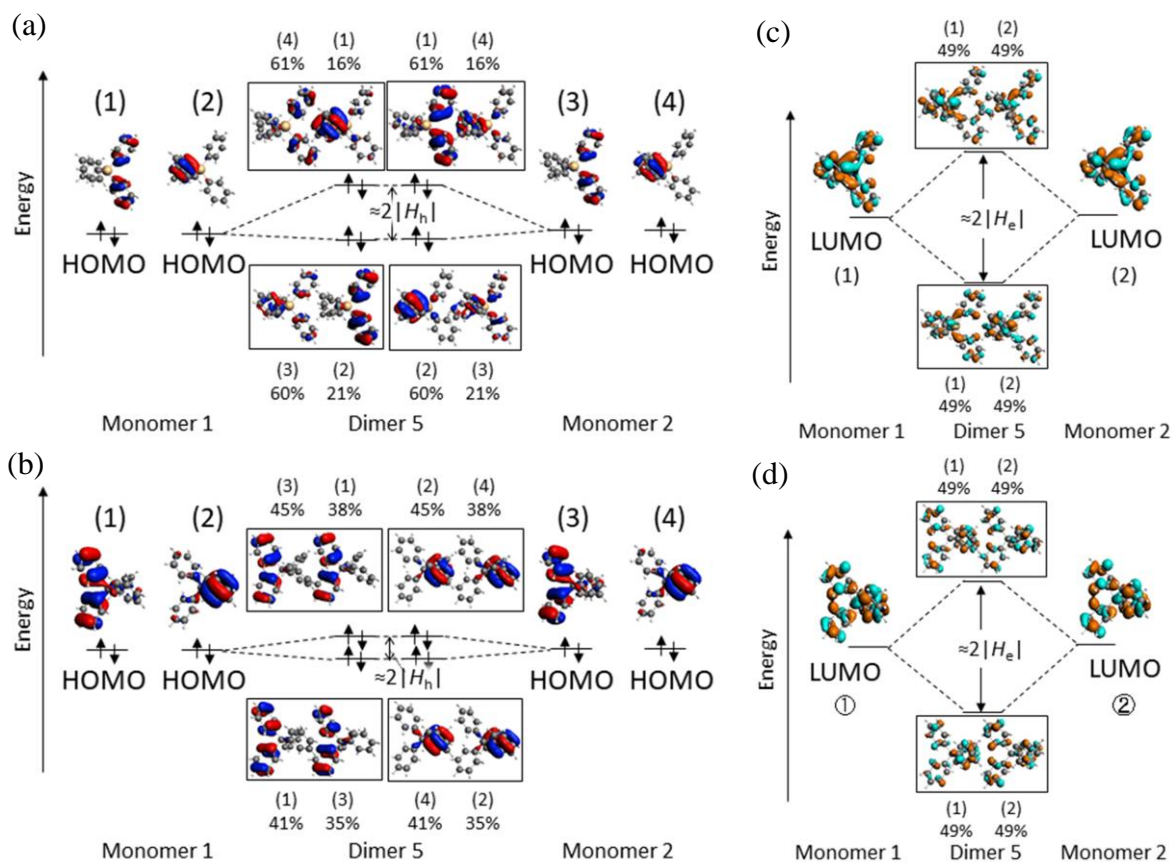 (a)
(4) (1) (1) (4)
61% 16% 61% 16%
(1) (2) (3) (4)
Energy
≈2|Hh|
HOMO HOMO HOMO HOMO
(3) (2) (2) (3)
60% 21% 60% 21%
Monomer 1 Dimer 5 Monomer 2
(b)
(3) (1) (2) (4)
45% 38% 45% 38%
(1) (2) (3) (4)
Energy
≈2|Hh|
HOMO HOMO HOMO HOMO
(1) (3) (4) (2)
41% 35% 41% 35%
Monomer 1 Dimer 5 Monomer 2
(c)
(1) (2)
49% 49%
Energy
≈2|He|
LUMO LUMO
(1) (2)
(1) (2)
49% 49%
Monomer 1 Dimer 5 Monomer 2
(d)
(1) (2)
49% 49%
Energy
≈2|He|
LUMO LUMO
① ②
(1) (2)
49% 49%
Monomer 1 Dimer 5 Monomer 2